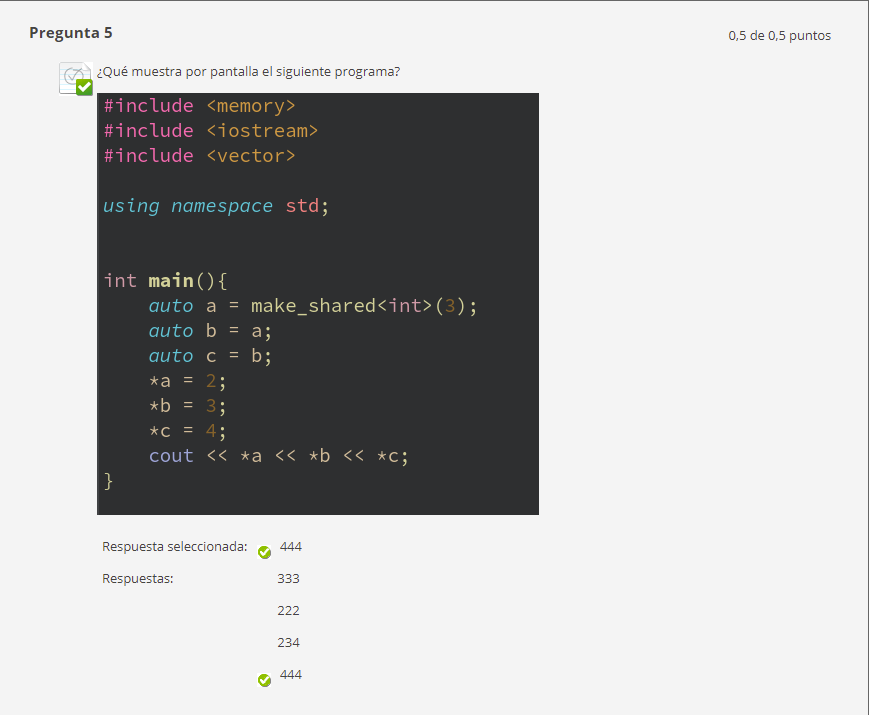 Pregunta 5
0,5 de 0,5 puntos
¿Qué muestra por pantalla el siguiente programa?
#include <memory>
#include <iostream>
#include <vector>
using namespace std;
int main(){
    auto a = make_shared<int>(3);
    auto b = a;
    auto c = b;
    *a = 2;
    *b = 3;
    *c = 4;
    cout << *a << *b << *c;
}
Respuesta seleccionada: 444
Respuestas: 333
222
234
444